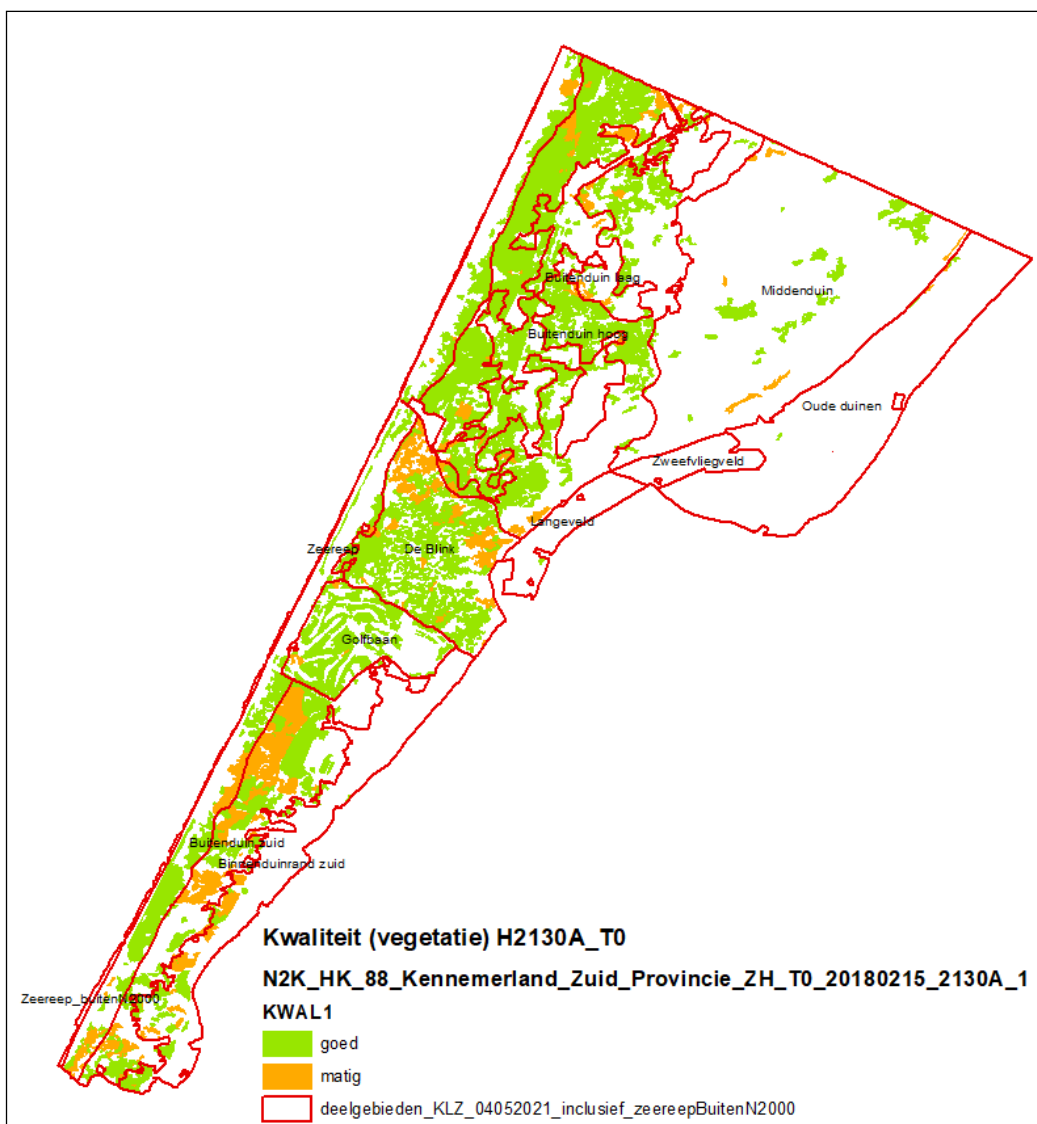 Buitenduin laag
Middenduin
Buitenduin hoog
Oude duinen
Zweefvliegveld
Langeveld
Zeereep
De Blink
Golfbaan
Buitenduin zuid
Binnenduinrand zuid
Zeereep_buitenN2000
Kwaliteit (vegetatie) H2130A_T0
N2K_HK_88_Kennemerland_Zuid_Provincie_ZH_T0_20180215_2130A_1
KWAL1
goed
matig
deelgebieden_KLZ_04052021_inclusief_zeereepBuitenN2000